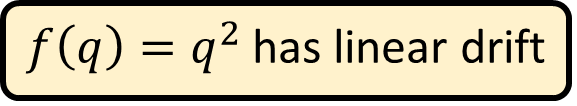 f(q) = q² has linear drift